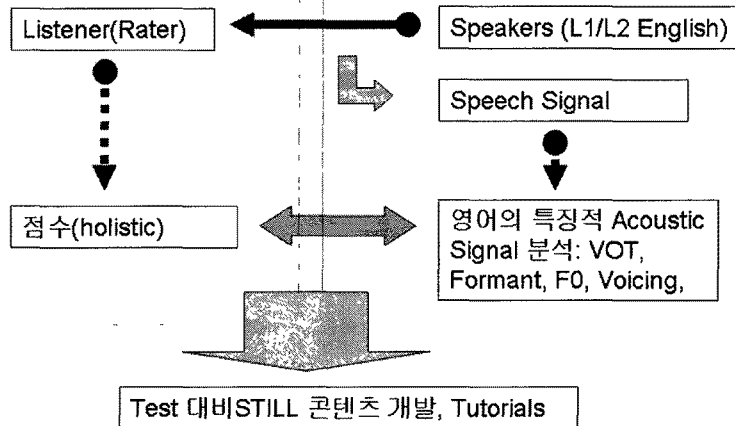 Listener(Rater)
Speakers (L1/L2 English)
Speech Signal
점수(holistic)
영어의 특징적 Acoustic
Signal 분석: VOT,
Formant, F0, Voicing,
Test 대비STILL 콘텐츠 개발, Tutorials